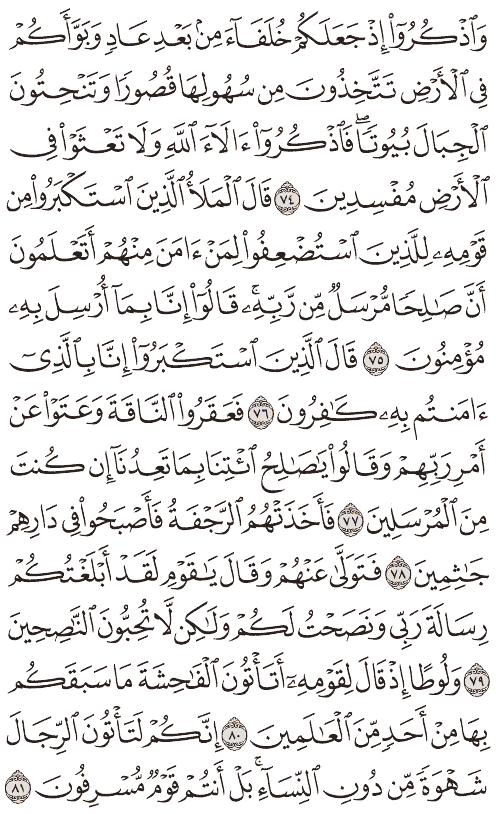 وَٱذۡكُرُوٓاْ إِذۡ جَعَلَكُمۡ خُلَفَآءَ مِنۢ بَعۡدِ عَادٖ وَبَوَّأَكُمۡ
فِي ٱلۡأَرۡضِ تَتَّخِذُونَ مِن سُهُولِهَا قُصُورٗا وَتَنۡحِتُونَ
ٱلۡجِبَالَ بُيُوتٗاۖ فَٱذۡكُرُوٓاْ ءَالَآءَ ٱللَّهِ وَلَا تَعۡثَوۡاْ فِي
ٱلۡأَرۡضِ مُفۡسِدِينَ ٧٤ قَالَ ٱلۡمَلَأُ ٱلَّذِينَ ٱسۡتَكۡبَرُواْ مِن
قَوۡمِهِۦ لِلَّذِينَ ٱسۡتُضۡعِفُواْ لِمَنۡ ءَامَنَ مِنۡهُمۡ أَتَعۡلَمُونَ
أَنَّ صَٰلِحٗا مُّرۡسَلٞ مِّن رَّبِّهِۦۚ قَالُوٓاْ إِنَّا بِمَآ أُرۡسِلَ بِهِۦ
مُؤۡمِنُونَ ٧٥ قَالَ ٱلَّذِينَ ٱسۡتَكۡبَرُوٓاْ إِنَّا بِٱلَّذِيٓ
ءَامَنتُم بِهِۦ كَٰفِرُونَ ٧٦ فَعَقَرُواْ ٱلنَّاقَةَ وَعَتَوۡاْ عَنۡ
أَمۡرِ رَبِّهِمۡ وَقَالُواْ يَٰصَٰلِحُ ٱئۡتِنَا بِمَا تَعِدُنَآ إِن كُنتَ
مِنَ ٱلۡمُرۡسَلِينَ ٧٧ فَأَخَذَتۡهُمُ ٱلرَّجۡفَةُ فَأَصۡبَحُواْ فِي دَارِهِمۡ
جَٰثِمِينَ ٧٨ فَتَوَلَّىٰ عَنۡهُمۡ وَقَالَ يَٰقَوۡمِ لَقَدۡ أَبۡلَغۡتُكُمۡ
رِسَالَةَ رَبِّي وَنَصَحۡتُ لَكُمۡ وَلَٰكِن لَّا تُحِبُّونَ ٱلنَّٰصِحِينَ
٧٩ وَلُوطًا إِذۡ قَالَ لِقَوۡمِهِۦٓ أَتَأۡتُونَ ٱلۡفَٰحِشَةَ مَا سَبَقَكُم
بِهَا مِنۡ أَحَدٖ مِّنَ ٱلۡعَٰلَمِينَ ٨٠ إِنَّكُمۡ لَتَأۡتُونَ ٱلرِّجَالَ
شَهۡوَةٗ مِّن دُونِ ٱلنِّسَآءِۚ بَلۡ أَنتُمۡ قَوۡمٞ مُّسۡرِفُونَ ٨١